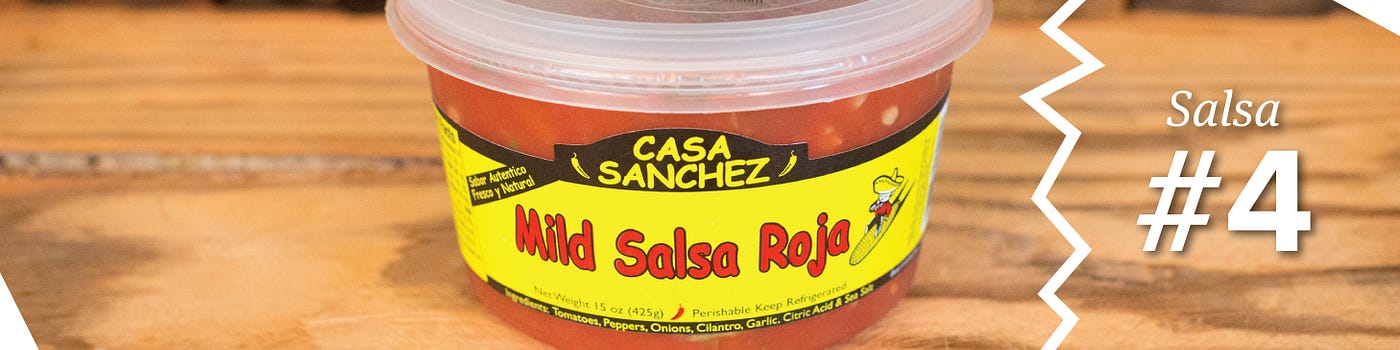 CASA
SANCHEZ
Sabor Autentico
Fresco y Natural
Mild Salsa Roja
Net Weight 15 oz (425g) Perishable Keep Refrigerated
Ingredients: Tomatoes, Peppers, Onions, Cilantro, Garlic, Citric Acid & Sea Salt
Salsa
#4